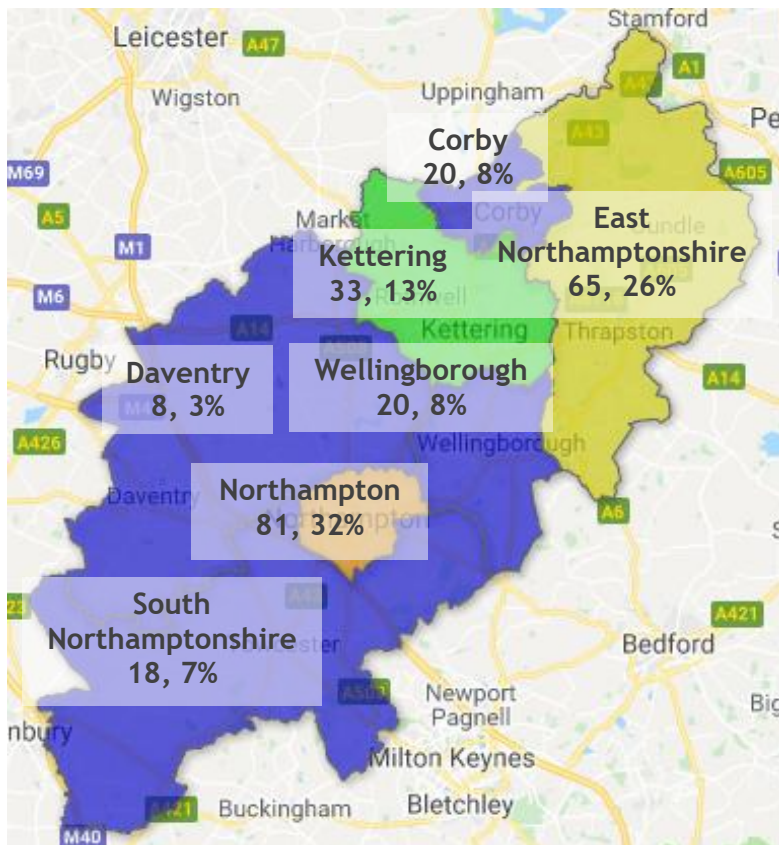 Stamford
Leicester
A47
A1
Wigston
Uppingham
A43
Corby
20, 8%
M69
A605
A5
Corby
East
Northamptonshire
65, 26%
Market
Harborough
M1
Kettering
33, 13%
Rothwell
M6
A14
Kettering
Thrapston
Rugby
Daventry
8, 3%
Wellingborough
20, 8%
A14
A426
Wellingborough
Daventry
Northampton
81, 32%
Northampton
A6
South
Northamptonshire
18, 7%
A43
A421
Bedford
Newport
Pagnell
nbury
Milton Keynes
Buckingham
Bletchley
A421
M40